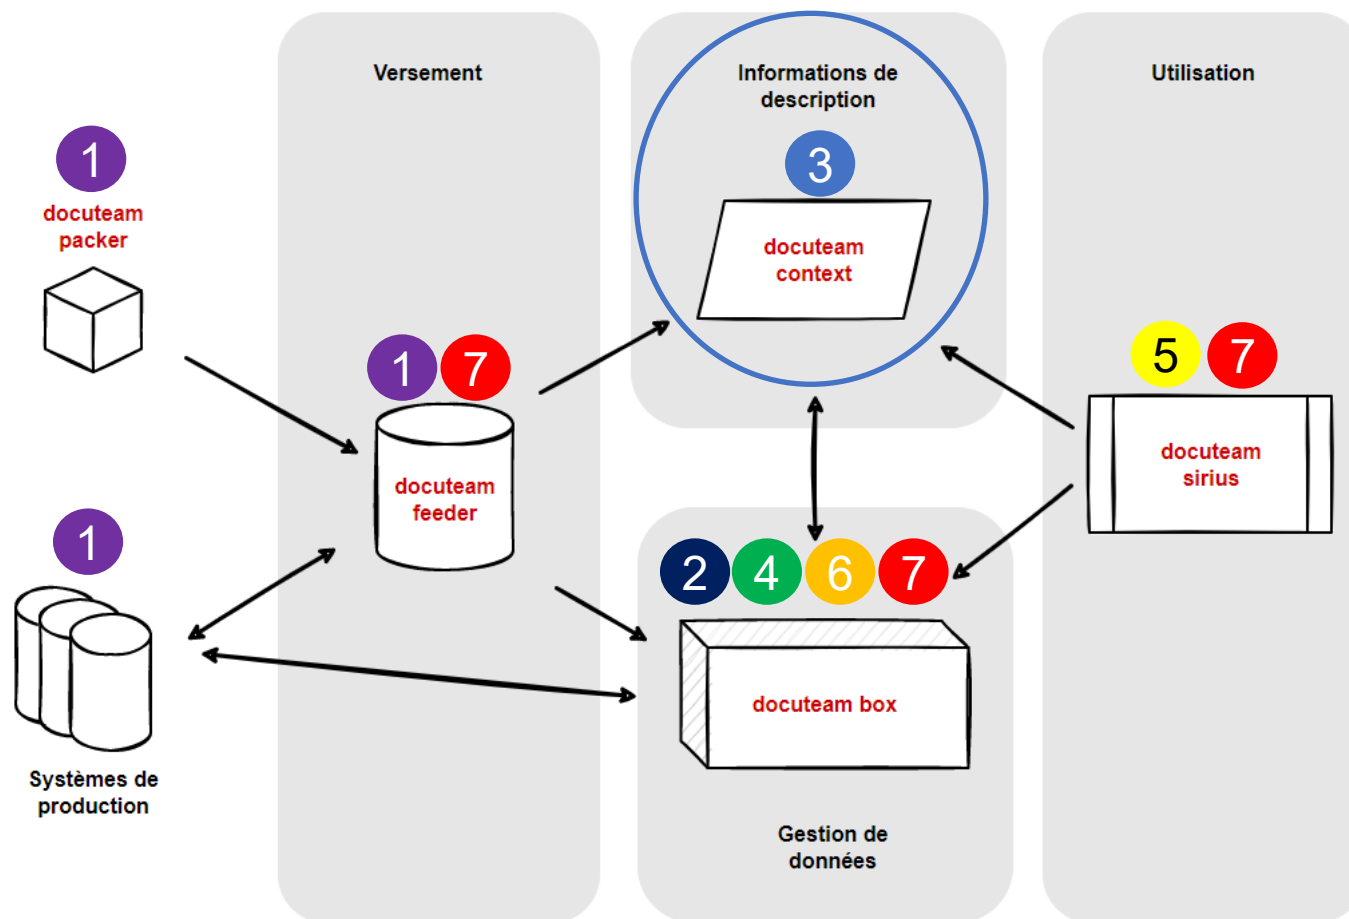 Versement
Informations de
description
Utilisation
1
docuteam
packer
3
docuteam
context
1 7
docuteam
feeder
5 7
docuteam
sirius
1
Systèmes de
production
2 4 6 7
docuteam box
Gestion de
données